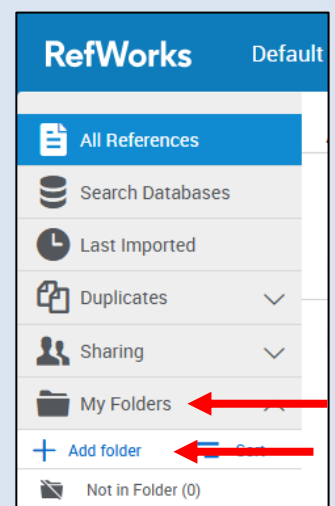 RefWorks Default
All References
Search Databases
Last Imported
Duplicates
Sharing
My Folders
Add folder
Not in Folder (0)